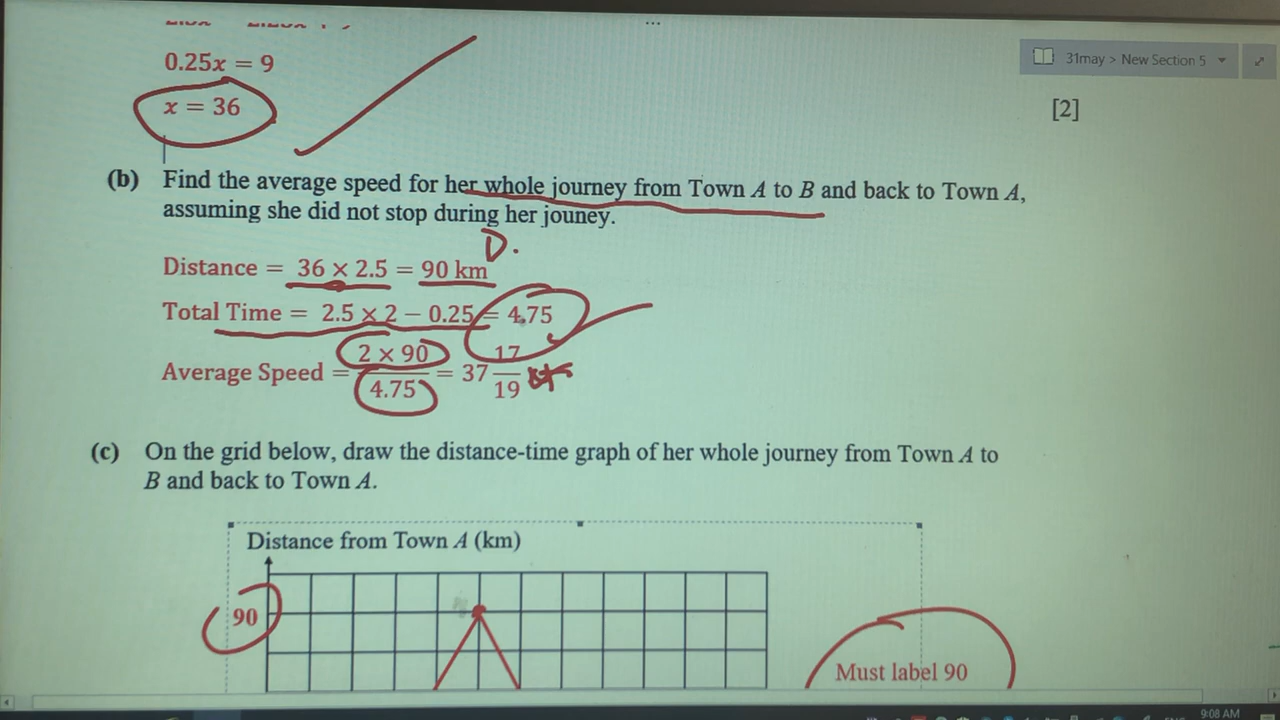 ...
0.25x = 9
31may > New Section 5
x = 36
[2]
(b) Find the average speed for her whole journey from Town A to B and back to Town A,
assuming she did not stop during her jouney.
D.
Distance = 36 × 2.5 = 90 km
Total Time = 2.5 × 2 − 0.25 = 4.75
Average Speed = 2 × 90 / 4.75 = 37 17/19
(c) On the grid below, draw the distance-time graph of her whole journey from Town A to
B and back to Town A.
Distance from Town A (km)
90
Must label 90
9:08 AM